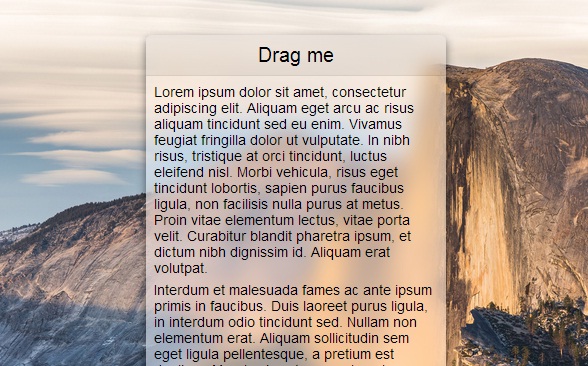 Drag me
Lorem ipsum dolor sit amet, consectetur
adipiscing elit. Aliquam eget arcu ac risus
aliquam tincidunt sed eu enim. Vivamus
feugiat fringilla dolor ut vulputate. In nibh
risus, tristique at orci tincidunt, luctus
eleifend nisl. Morbi vehicula, risus eget
tincidunt lobortis, sapien purus faucibus
ligula, non facilisis nulla purus at metus.
Proin vitae elementum lectus, vitae porta
velit. Curabitur blandit pharetra ipsum, et
dictum nibh dignissim id. Aliquam erat
volutpat.
Interdum et malesuada fames ac ante ipsum
primis in faucibus. Duis laoreet purus ligula,
in interdum odio tincidunt sed. Nullam non
elementum erat. Aliquam sollicitudin sem
eget ligula pellentesque, a pretium est